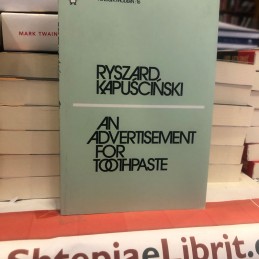 MARK TWAIN
RYSZARD
KAPUŚCIŃSKI
AN
ADVERTISEMENT
FOR
TOOTHPASTE
ShtepiaeLibrit.